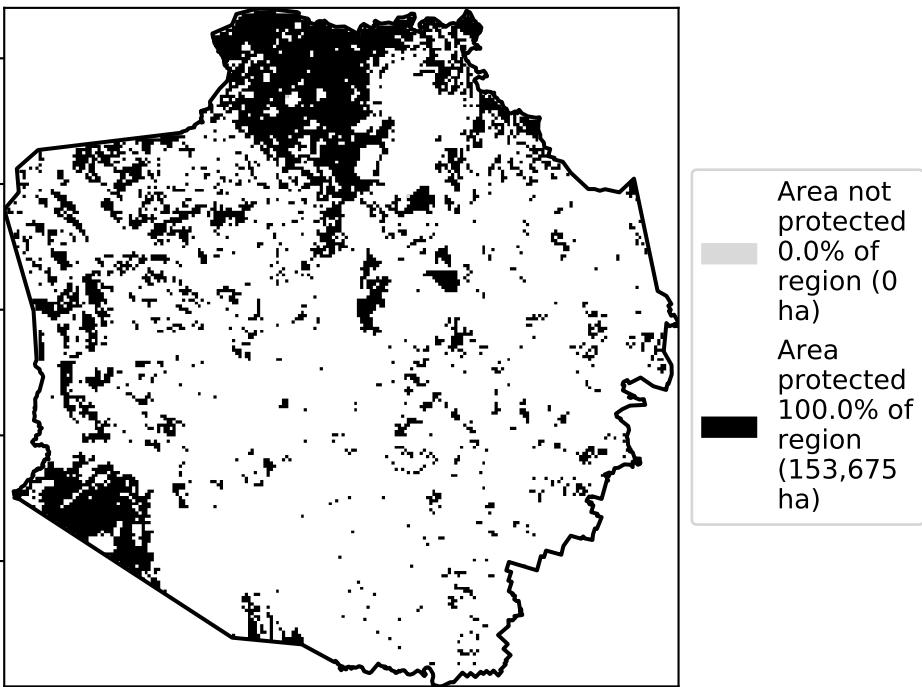 Area not
protected
0.0% of
region (0
ha)
Area
protected
100.0% of
region
(153,675
ha)